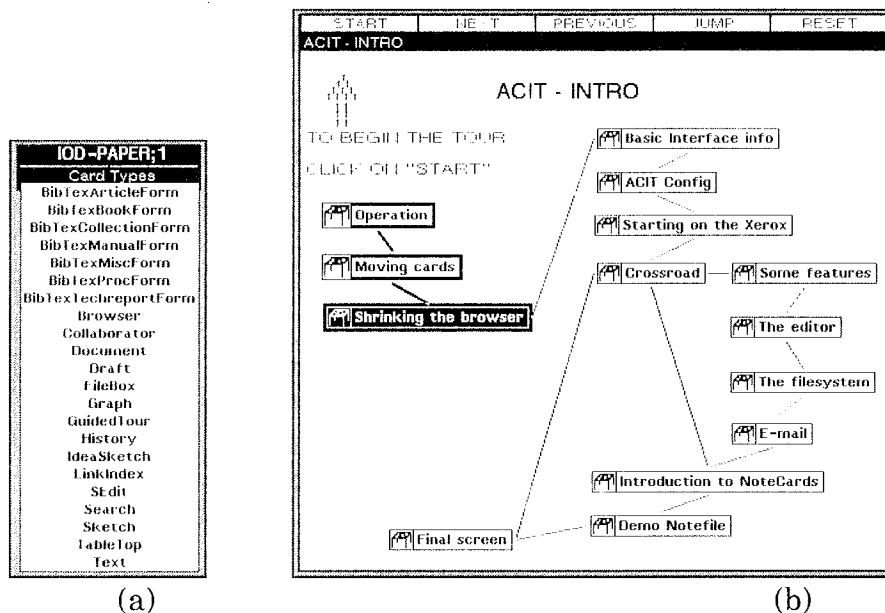 IOD-PAPER;1
Card Types
BibTexArticleForm
BibTexBookForm
BibTexCollectionForm
BibTexManualForm
BibTexMiscForm
BibTexProcForm
BibTexTechreportForm
Browser
Collaborator
Document
Draft
FileBox
Graph
GuidedTour
History
IdeaSketch
LinkIndex
SEdit
Search
Sketch
TableTop
Text
(a)
START NEXT PREVIOUS JUMP RESET
ACIT - INTRO
ACIT - INTRO
TO BEGIN THE TOUR
CLICK ON "START"
Operation
Moving cards
Shrinking the browser
Basic Interface info
ACIT Config
Starting on the Xerox
Crossroad
Some features
The editor
The filesystem
E-mail
Introduction to NoteCards
Demo Notefile
Final screen
(b)